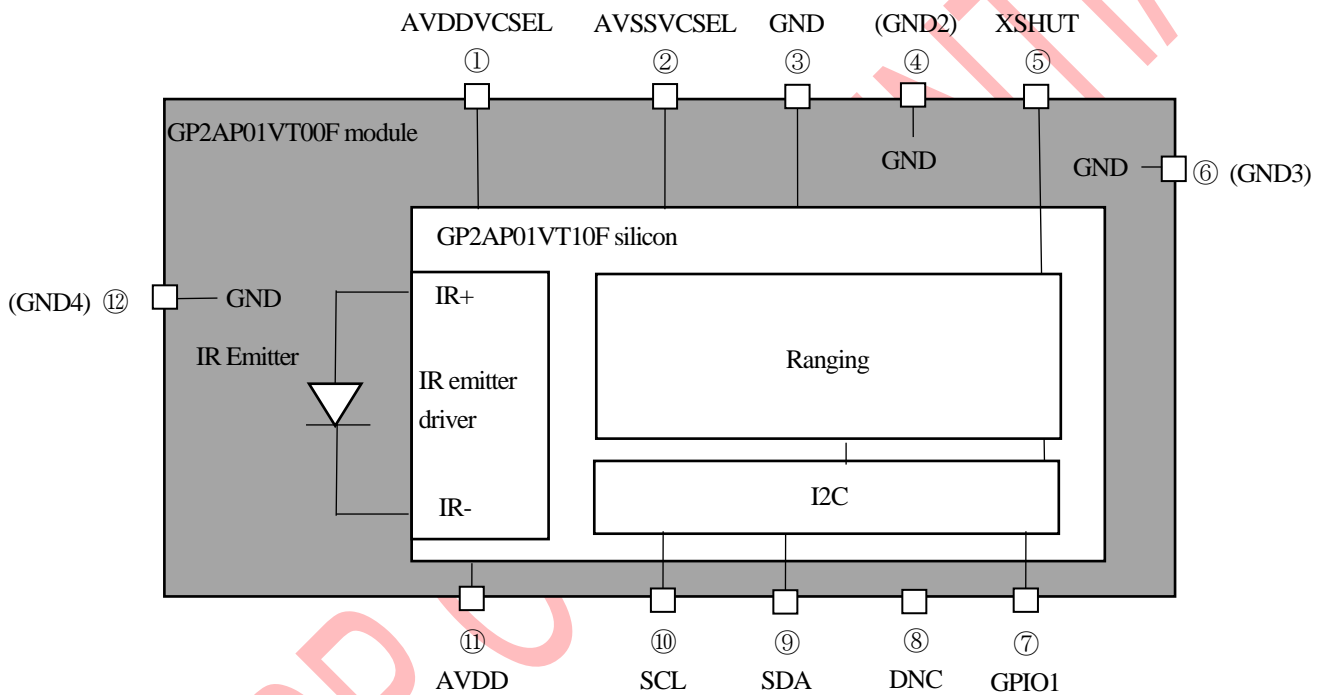 AVDDVCSEL AVSSVCSEL GND (GND2) XSHUT
① ② ③ ④ ⑤
GP2AP01VT00F module
GND
GND ⑥ (GND3)
GP2AP01VT10F silicon
(GND4) ⑫ GND
IR+
IR Emitter
Ranging
IR emitter
driver
IR-
I2C
⑪ ⑩ ⑨ ⑧ ⑦
AVDD SCL SDA DNC GPIO1